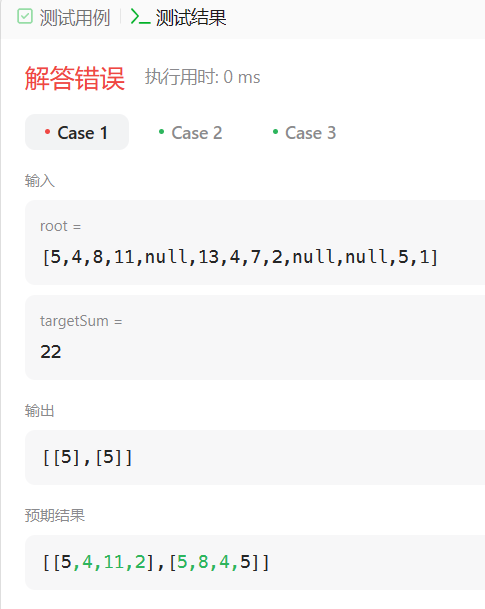 测试用例 测试结果
解答错误 执行用时: 0 ms
Case 1 Case 2 Case 3
输入
root =
[5,4,8,11,null,13,4,7,2,null,null,5,1]
targetSum =
22
输出
[[5],[5]]
预期结果
[[5,4,11,2],[5,8,4,5]]